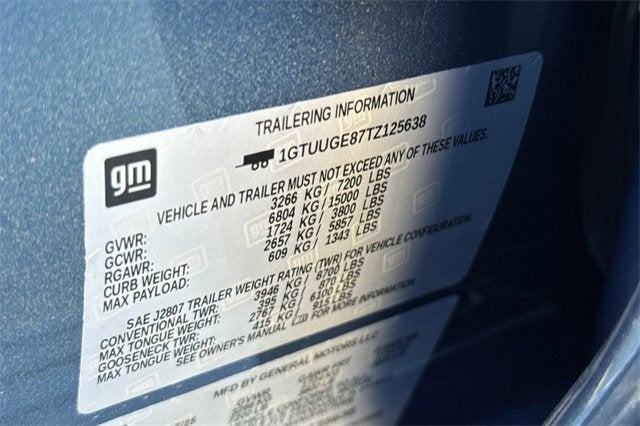 TRAILERING INFORMATION
gm
1GTUUGE87TZ125638
VEHICLE AND TRAILER MUST NOT EXCEED ANY OF THESE VALUES.
GVWR: 3266 KG / 7200 LBS
GCWR: 6804 KG / 15000 LBS
RGAWR: 1724 KG / 3800 LBS
CURB WEIGHT: 2657 KG / 5857 LBS
MAX PAYLOAD: 609 KG / 1343 LBS
SAE J2807 TRAILER WEIGHT RATING (TWR) FOR VEHICLE CONFIGURATION.
CONVENTIONAL TWR: 3946 KG / 8700 LBS
MAX TONGUE WEIGHT: 395 KG / 870 LBS
GOOSENECK TWR: 2767 KG / 6100 LBS
MAX TONGUE WEIGHT: 415 KG / 915 LBS
SEE OWNER'S MANUAL FOR MORE INFORMATION.
MFD BY GENERAL MOTORS LLC